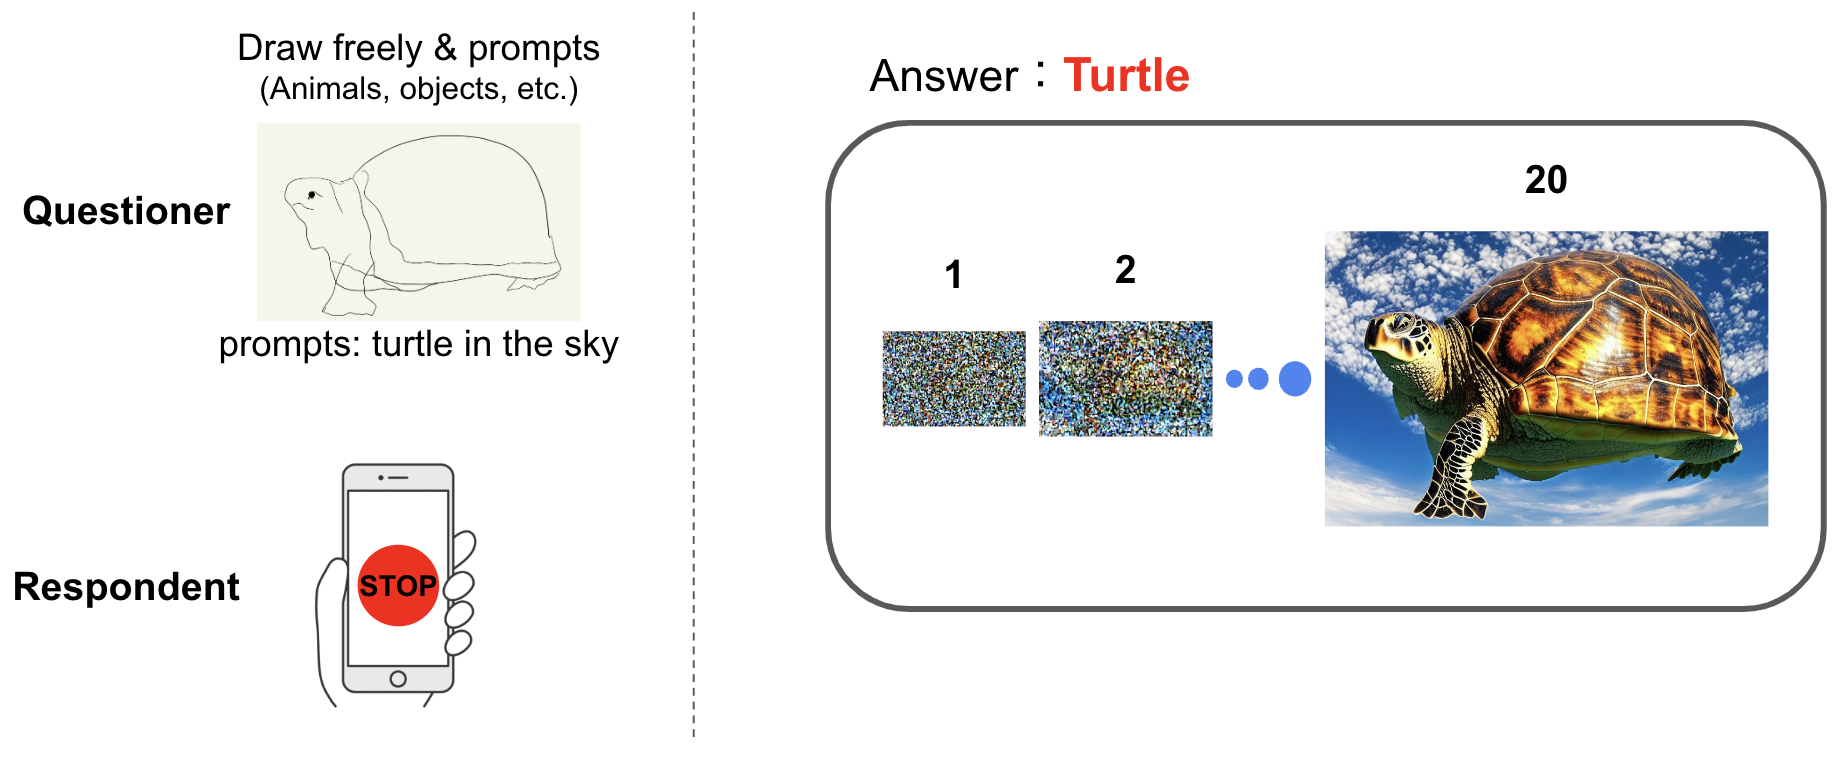 Draw freely & prompts
(Animals, objects, etc.)
Questioner
prompts: turtle in the sky
Respondent
STOP
Answer：Turtle
1
2
20